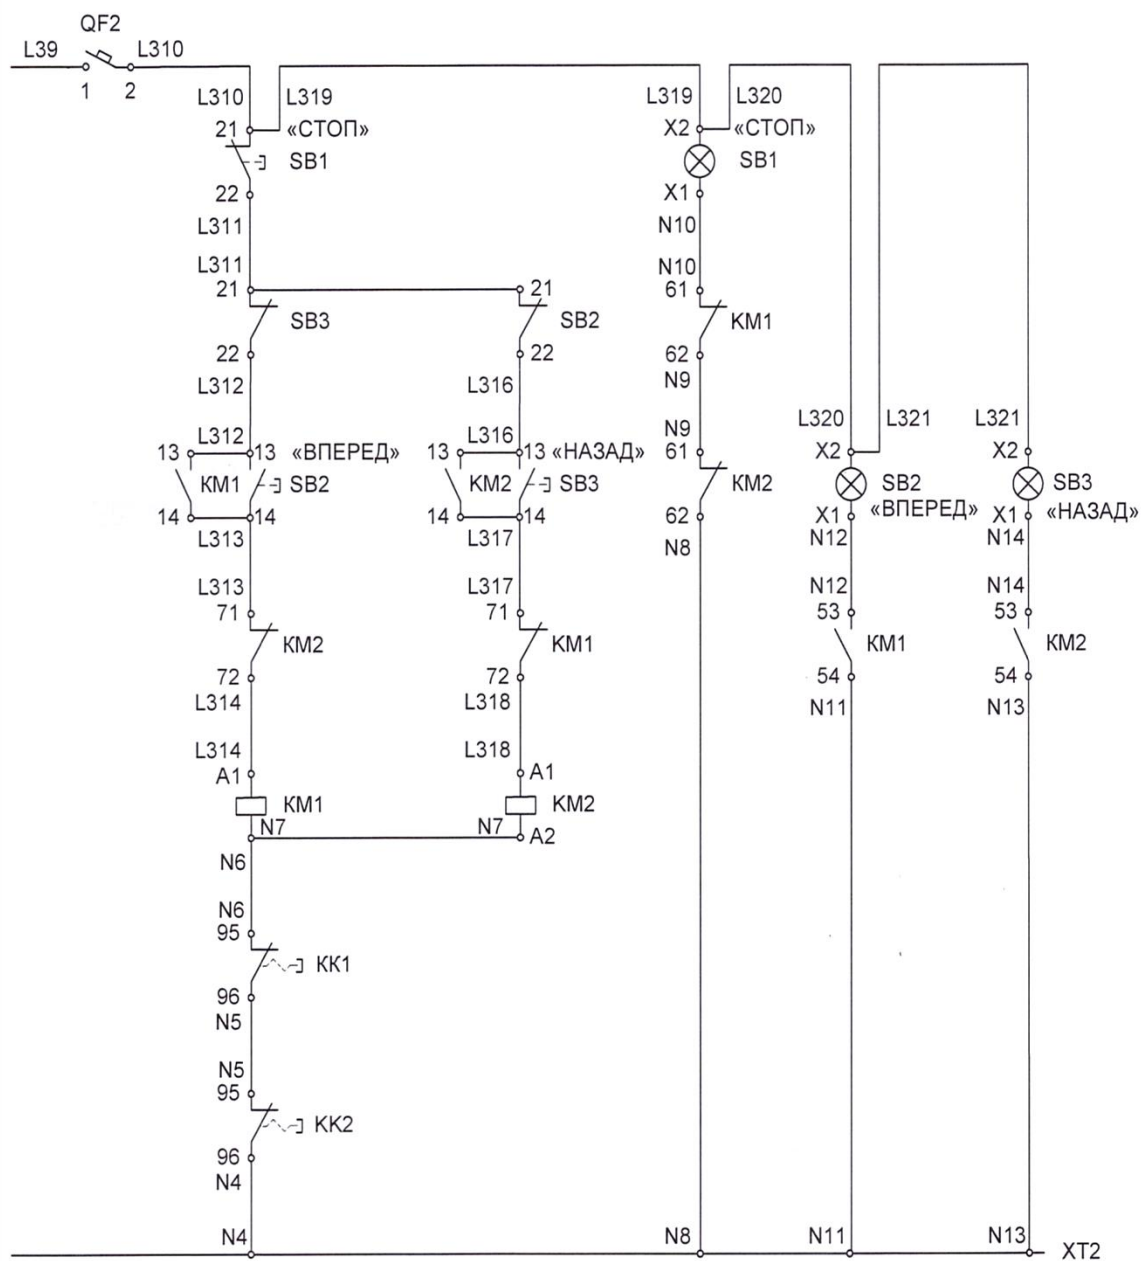 QF2
L39 L310
1 2
L310 L319 L319 L320
21 «СТОП» X2 «СТОП»
SB1 SB1
22 X1
L311 N10
L311 N10
21 21 61
SB3 SB2 KM1
22 22 62
L312 L316 N9
L320 L321 L321
L312 L316 N9
13 13 «ВПЕРЕД» 13 13 «НАЗАД» 61 X2 X2
KM1 SB2 KM2 SB3 KM2 SB2 SB3
14 14 14 14 62 X1 «ВПЕРЕД» X1 «НАЗАД»
L313 L317 N8 N12 N14
L313 L317 N12 N14
71 71 53 53
KM2 KM1 KM1 KM2
72 72 54 54
L314 L318 N11 N13
L314 L318
A1 A1
KM1 KM2
N7 N7 A2
N6
N6
95
KK1
96
N5
N5
95
KK2
96
N4
N4 N8 N11 N13 XT2